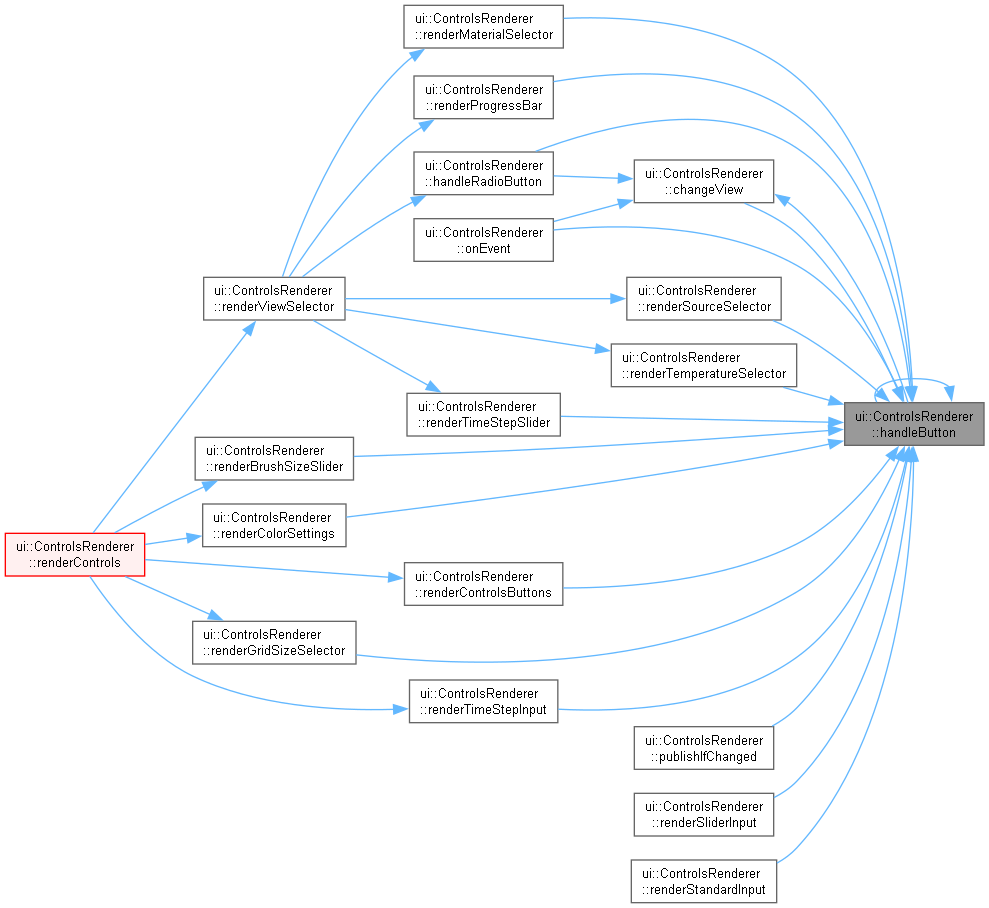 ui::ControlsRenderer
::renderMaterialSelector
ui::ControlsRenderer
::renderProgressBar
ui::ControlsRenderer
::handleRadioButton
ui::ControlsRenderer
::changeView
ui::ControlsRenderer
::onEvent
ui::ControlsRenderer
::renderViewSelector
ui::ControlsRenderer
::renderSourceSelector
ui::ControlsRenderer
::renderTemperatureSelector
ui::ControlsRenderer
::renderTimeStepSlider
ui::ControlsRenderer
::handleButton
ui::ControlsRenderer
::renderBrushSizeSlider
ui::ControlsRenderer
::renderColorSettings
ui::ControlsRenderer
::renderControls
ui::ControlsRenderer
::renderControlsButtons
ui::ControlsRenderer
::renderGridSizeSelector
ui::ControlsRenderer
::renderTimeStepInput
ui::ControlsRenderer
::publishIfChanged
ui::ControlsRenderer
::renderSliderInput
ui::ControlsRenderer
::renderStandardInput